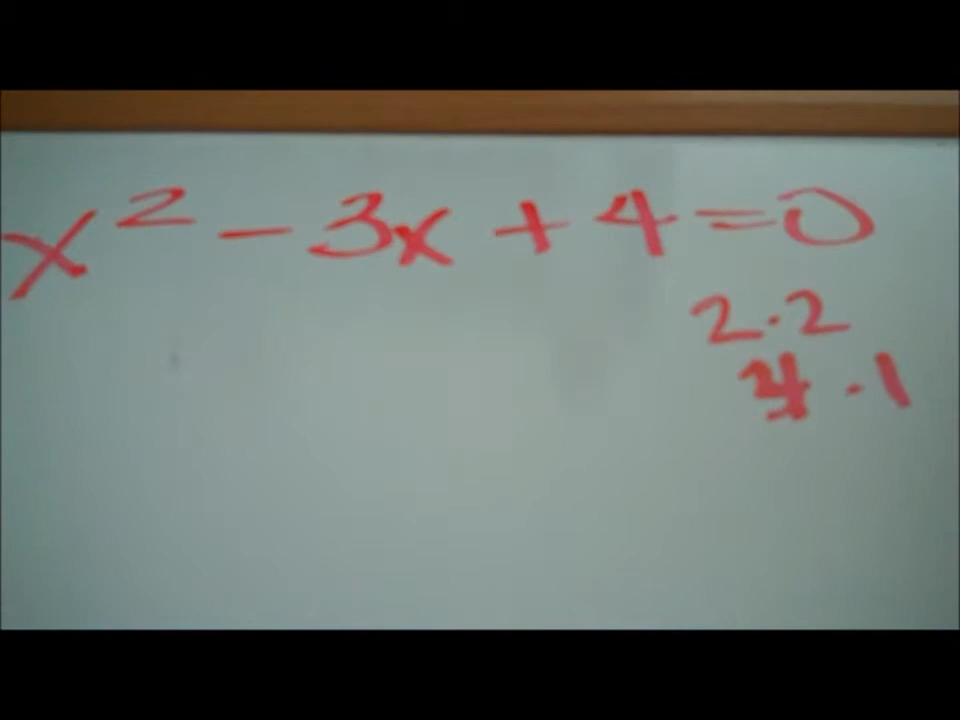 x² - 3x + 4 = 0
2 · 2
4 · 1